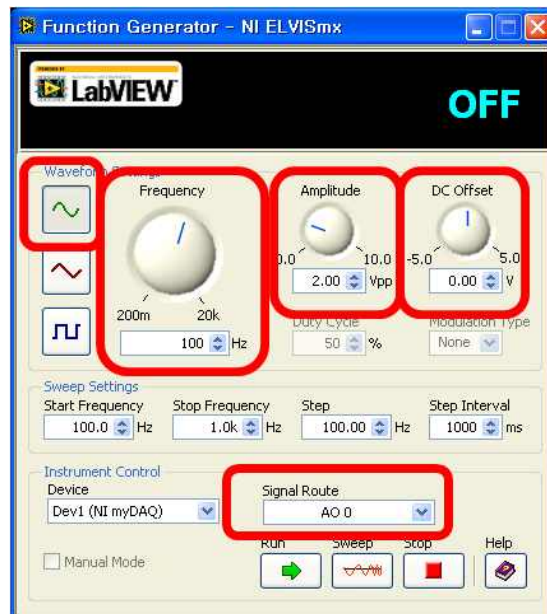 Function Generator - NI ELVISmx
LabVIEW
OFF
Waveform Settings
Frequency
200m 20k
100 Hz
Amplitude
0.0 10.0
2.00 Vpp
DC Offset
-5.0 5.0
0.00 V
Duty Cycle
50 %
Modulation Type
None
Sweep Settings
Start Frequency
100.0 Hz
Stop Frequency
1.0k Hz
Step
100.00 Hz
Step Interval
1000 ms
Instrument Control
Device
Dev1 (NI myDAQ)
Signal Route
AO 0
Manual Mode
Run Sweep Stop Help